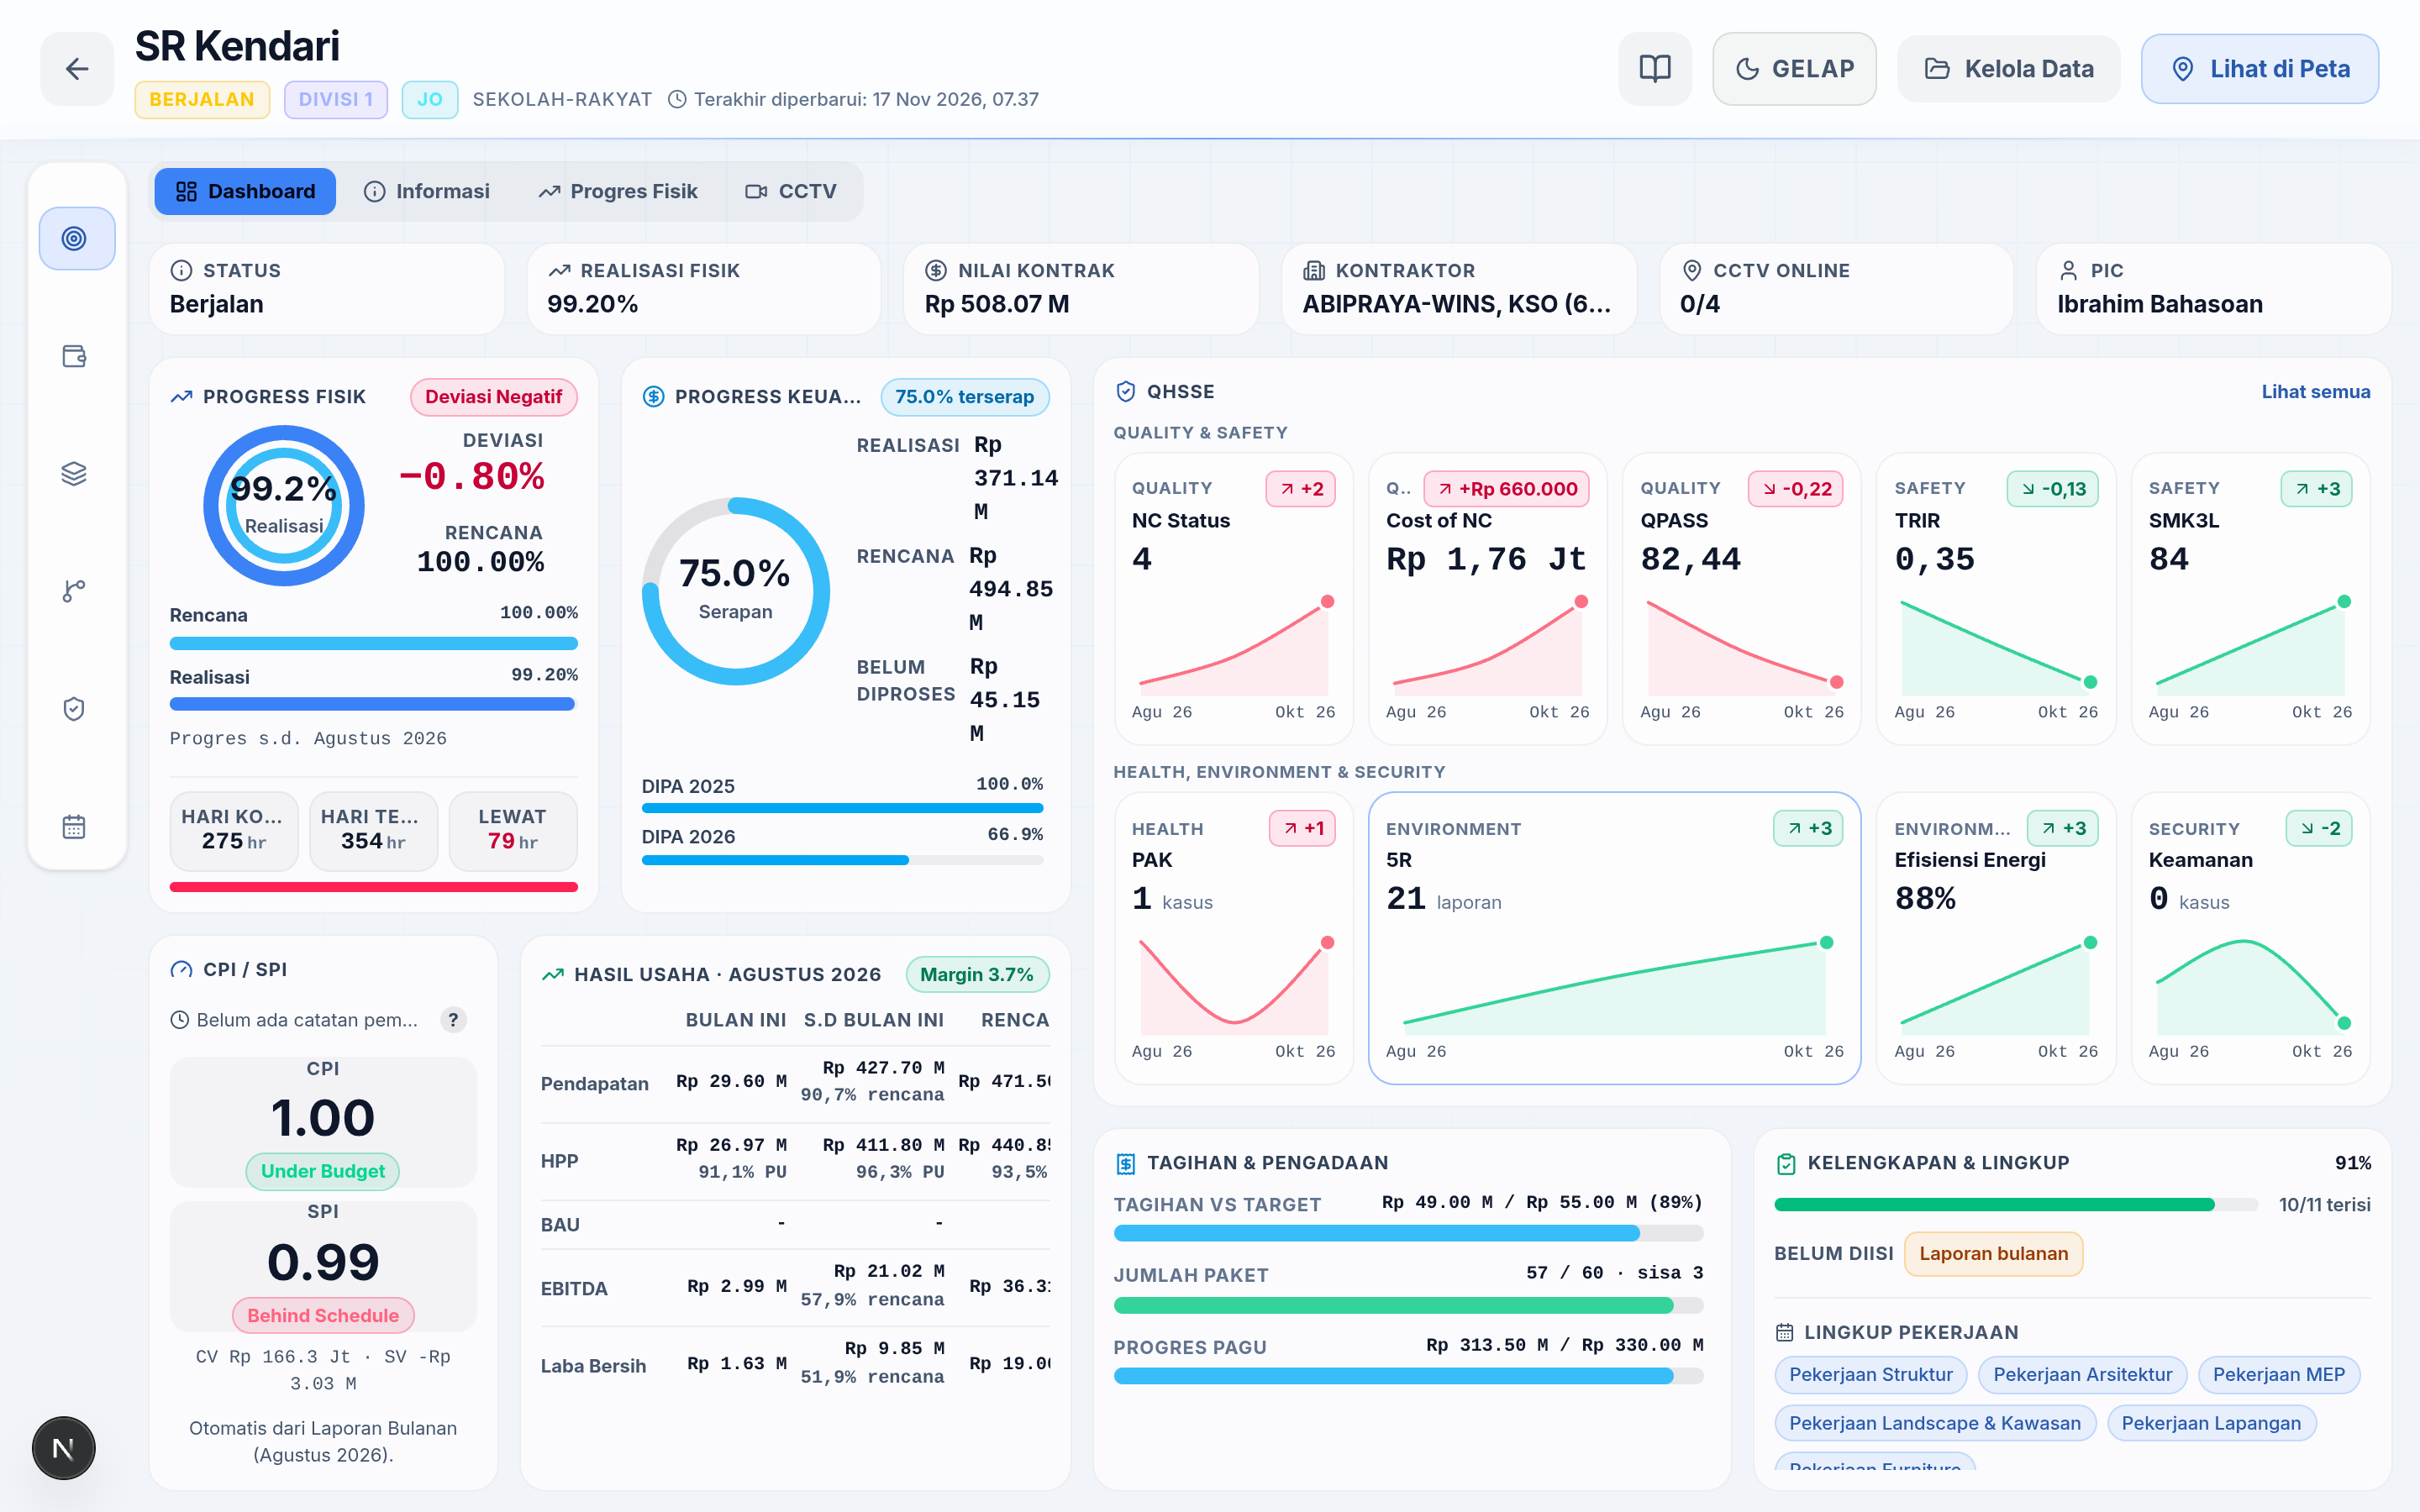 SR Kendari
BERJALAN DIVISI 1 JO SEKOLAH-RAKYAT Terakhir diperbarui: 17 Nov 2026, 07.37
GELAP Kelola Data Lihat di Peta
Dashboard Informasi Progres Fisik CCTV
STATUS
Berjalan
REALISASI FISIK
99.20%
NILAI KONTRAK
Rp 508.07 M
KONTRAKTOR
ABIPRAYA-WINS, KSO (6...
CCTV ONLINE
0/4
PIC
Ibrahim Bahasoan
PROGRESS FISIK Deviasi Negatif
99.2%
Realisasi
DEVIASI
−0.80%
RENCANA
100.00%
Rencana 100.00%
Realisasi 99.20%
Progres s.d. Agustus 2026
HARI KO...
275 hr
HARI TE...
354 hr
LEWAT
79 hr
PROGRESS KEUA... 75.0% terserap
75.0%
Serapan
REALISASI Rp
371.14
M
RENCANA Rp
494.85
M
BELUM Rp
DIPROSES 45.15
M
DIPA 2025 100.0%
DIPA 2026 66.9%
QHSSE Lihat semua
QUALITY & SAFETY
QUALITY +2
NC Status
4
Agu 26 Okt 26
Q.. +Rp 660.000
Cost of NC
Rp 1,76 Jt
Agu 26 Okt 26
QUALITY -0,22
QPASS
82,44
Agu 26 Okt 26
SAFETY -0,13
TRIR
0,35
Agu 26 Okt 26
SAFETY +3
SMK3L
84
Agu 26 Okt 26
HEALTH, ENVIRONMENT & SECURITY
HEALTH +1
PAK
1 kasus
Agu 26 Okt 26
ENVIRONMENT +3
5R
21 laporan
Agu 26 Okt 26
ENVIRONM... +3
Efisiensi Energi
88%
Agu 26 Okt 26
SECURITY -2
Keamanan
0 kasus
Agu 26 Okt 26
CPI / SPI
Belum ada catatan pem... ?
CPI
1.00
Under Budget
SPI
0.99
Behind Schedule
CV Rp 166.3 Jt · SV -Rp
3.03 M
Otomatis dari Laporan Bulanan
(Agustus 2026).
HASIL USAHA · AGUSTUS 2026 Margin 3.7%
BULAN INI S.D BULAN INI RENCA
Pendapatan Rp 29.60 M Rp 427.70 M Rp 471.50
90,7% rencana
HPP Rp 26.97 M Rp 411.80 M Rp 440.85
91,1% PU 96,3% PU 93,5%
BAU - -
EBITDA Rp 2.99 M Rp 21.02 M Rp 36.31
57,9% rencana
Laba Bersih Rp 1.63 M Rp 9.85 M Rp 19.00
51,9% rencana
TAGIHAN & PENGADAAN
TAGIHAN VS TARGET Rp 49.00 M / Rp 55.00 M (89%)
JUMLAH PAKET 57 / 60 · sisa 3
PROGRES PAGU Rp 313.50 M / Rp 330.00 M
KELENGKAPAN & LINGKUP 91%
10/11 terisi
BELUM DIISI Laporan bulanan
LINGKUP PEKERJAAN
Pekerjaan Struktur Pekerjaan Arsitektur Pekerjaan MEP
Pekerjaan Landscape & Kawasan Pekerjaan Lapangan
Pekerjaan Furniture
N